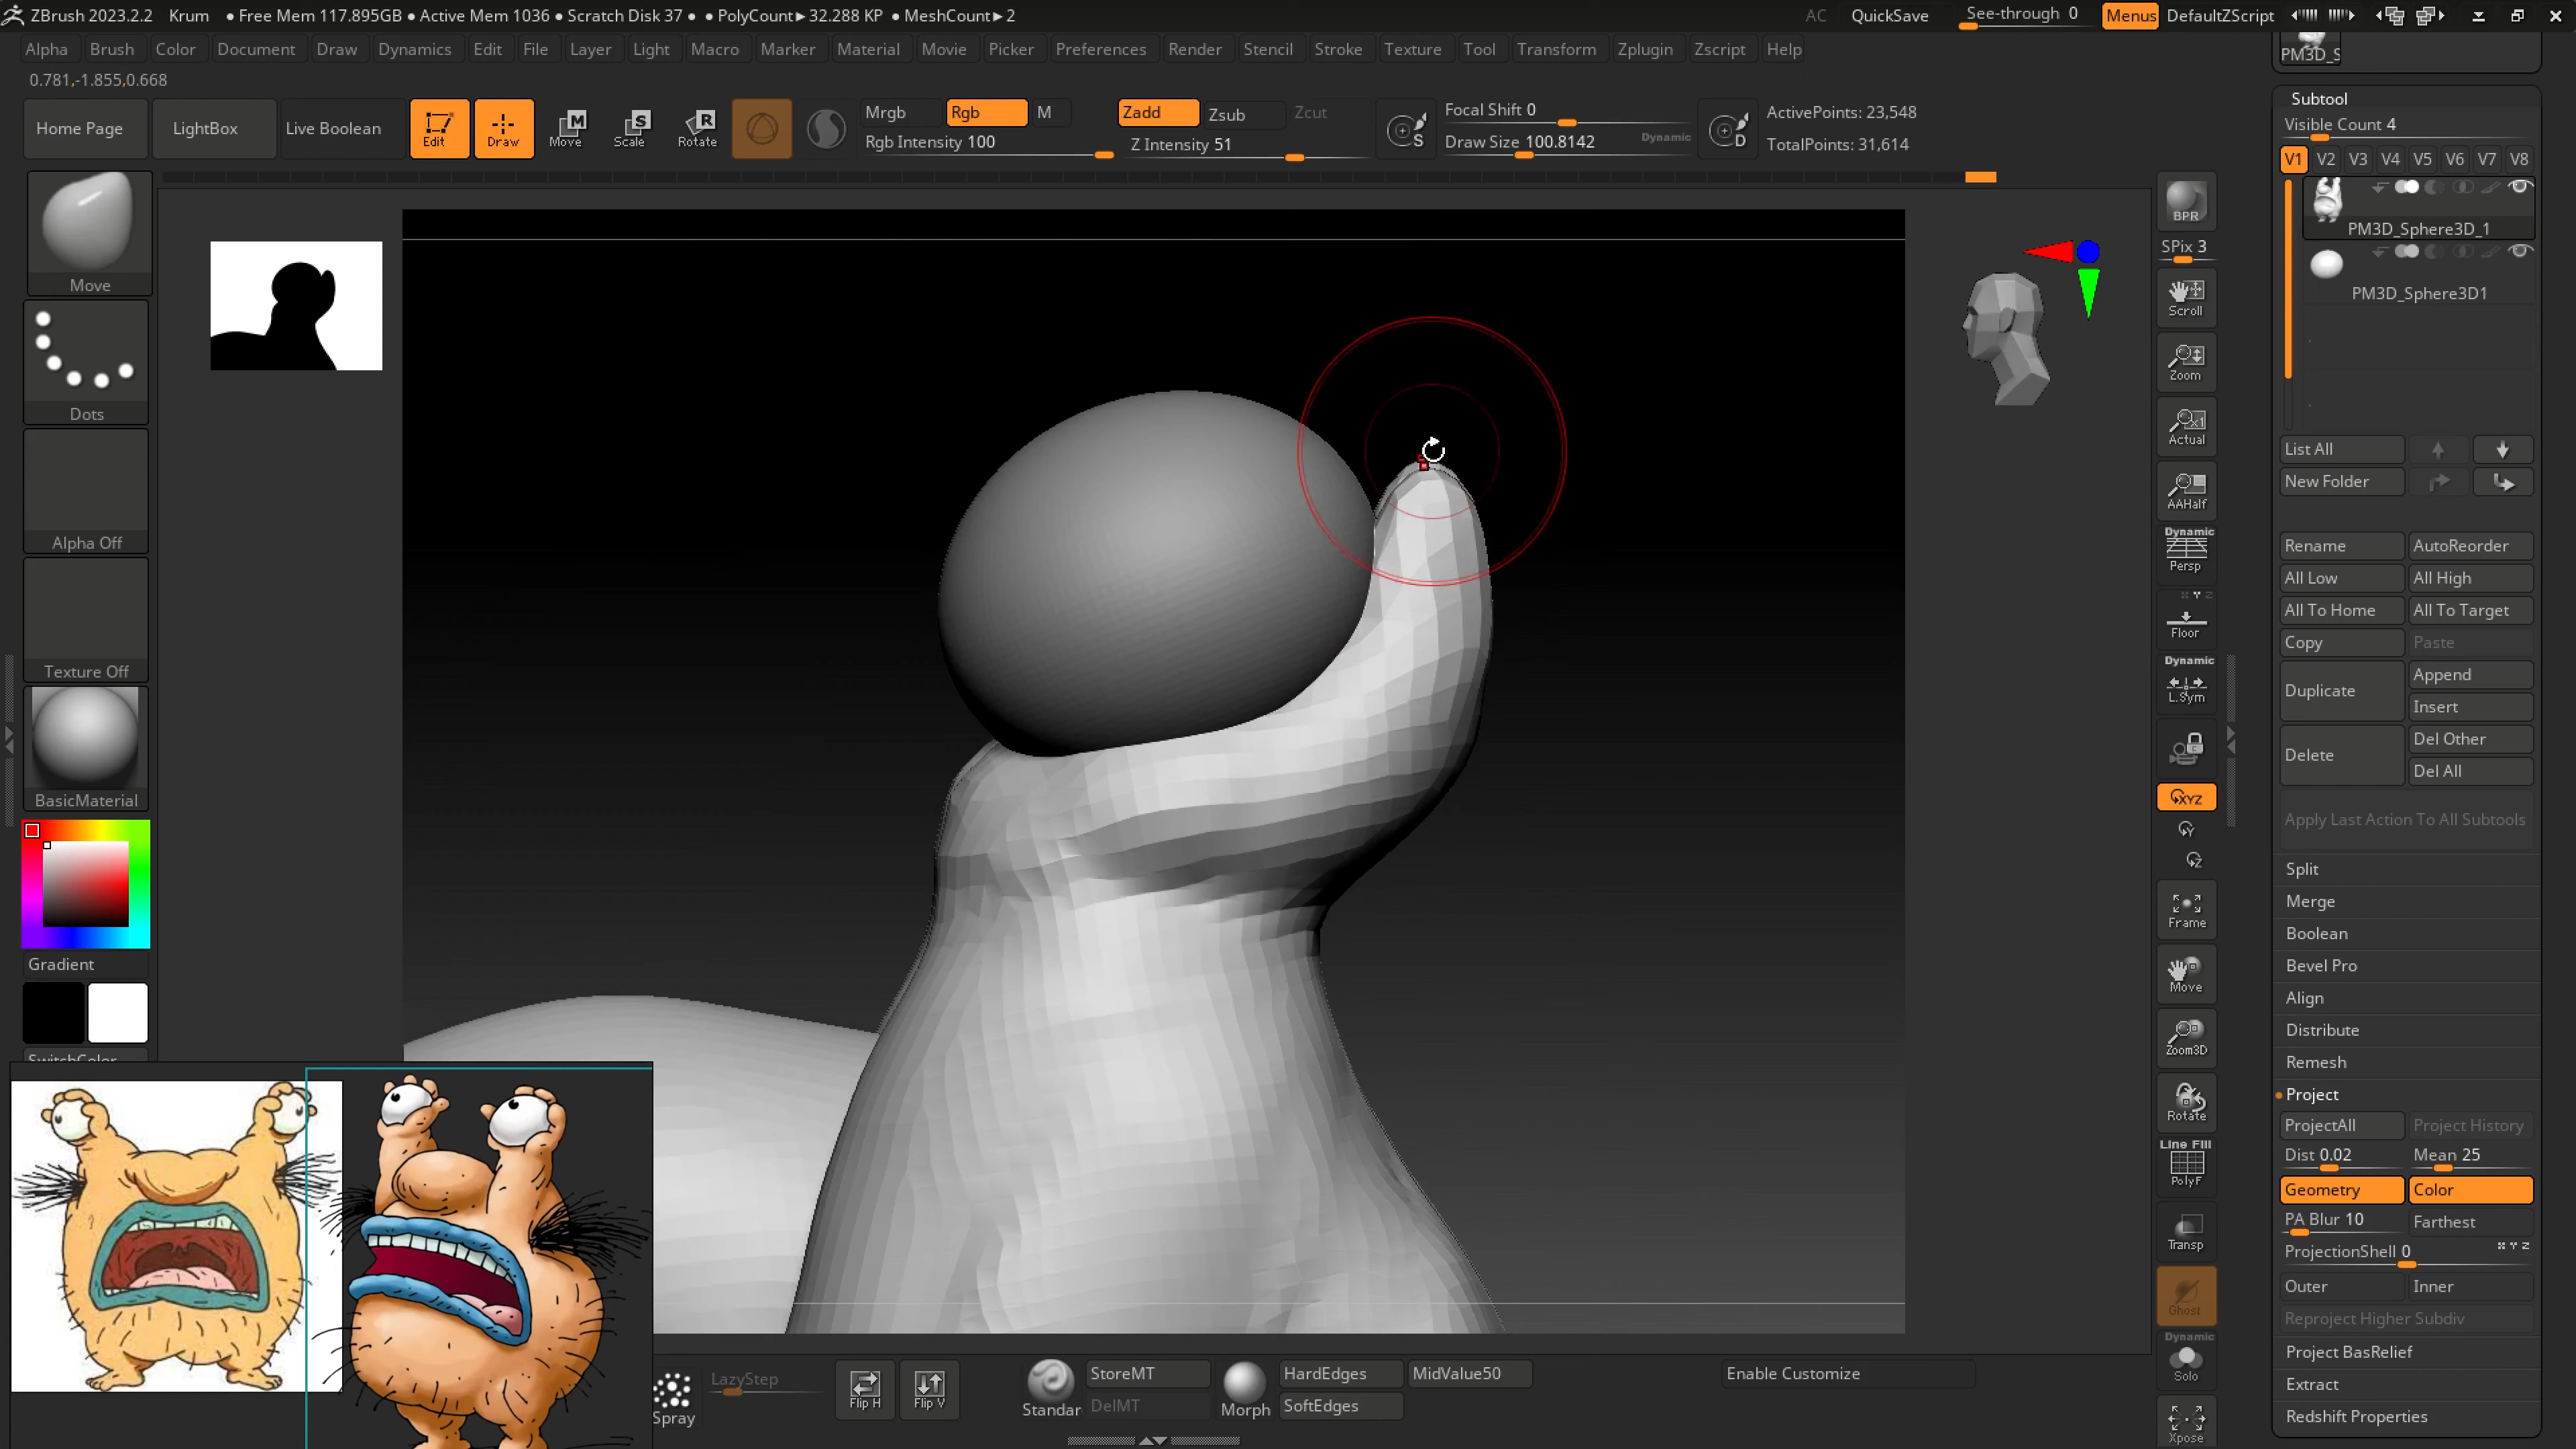 ZBrush 2023.2.2 Krum ● Free Mem 117.895GB ● Active Mem 1036 ● Scratch Disk 37 ● ● PolyCount► 32.288 KP ● MeshCount► 2 AC QuickSave See-through 0 Menus DefaultZScript
Alpha Brush Color Document Draw Dynamics Edit File Layer Light Macro Marker Material Movie Picker Preferences Render Stencil Stroke Texture Tool Transform Zplugin Zscript Help
PM3D_S
0.781,-1.855,0.668
Home Page LightBox Live Boolean Edit Draw Move Scale Rotate
M S R
Mrgb Rgb M
Rgb Intensity 100
Zadd Zsub Zcut
Z Intensity 51
S
Focal Shift 0
Draw Size 100.8142 Dynamic
D
ActivePoints: 23,548
TotalPoints: 31,614
Move
Dots
Alpha Off
Texture Off
BasicMaterial
Gradient
SwitchColor
BPR
SPix 3
Scroll
Zoom
x1
Actual
AAHalf
Dynamic
Persp
X Y Z
Floor
Dynamic
L.Sym
XYZ
Y
Z
Frame
Move
Zoom3D
Rotate
Line Fill
PolyF
Transp
Ghost
Dynamic
Solo
Xpose
Subtool
Visible Count 4
V1 V2 V3 V4 V5 V6 V7 V8
PM3D_Sphere3D_1
PM3D_Sphere3D1
List All
New Folder
Rename AutoReorder
All Low All High
All To Home All To Target
Copy Paste
Duplicate Append
Insert
Delete Del Other
Del All
Apply Last Action To All Subtools
Split
Merge
Boolean
Bevel Pro
Align
Distribute
Remesh
Project
ProjectAll Project History
Dist 0.02 Mean 25
Geometry Color
PA Blur 10 Farthest
ProjectionShell 0 X Y Z
Outer Inner
Reproject Higher Subdiv
Project BasRelief
Extract
Redshift Properties
Spray
LazyStep
Flip H Flip V
Standar
StoreMT
DelMT
Morph
HardEdges MidValue50
SoftEdges
Enable Customize